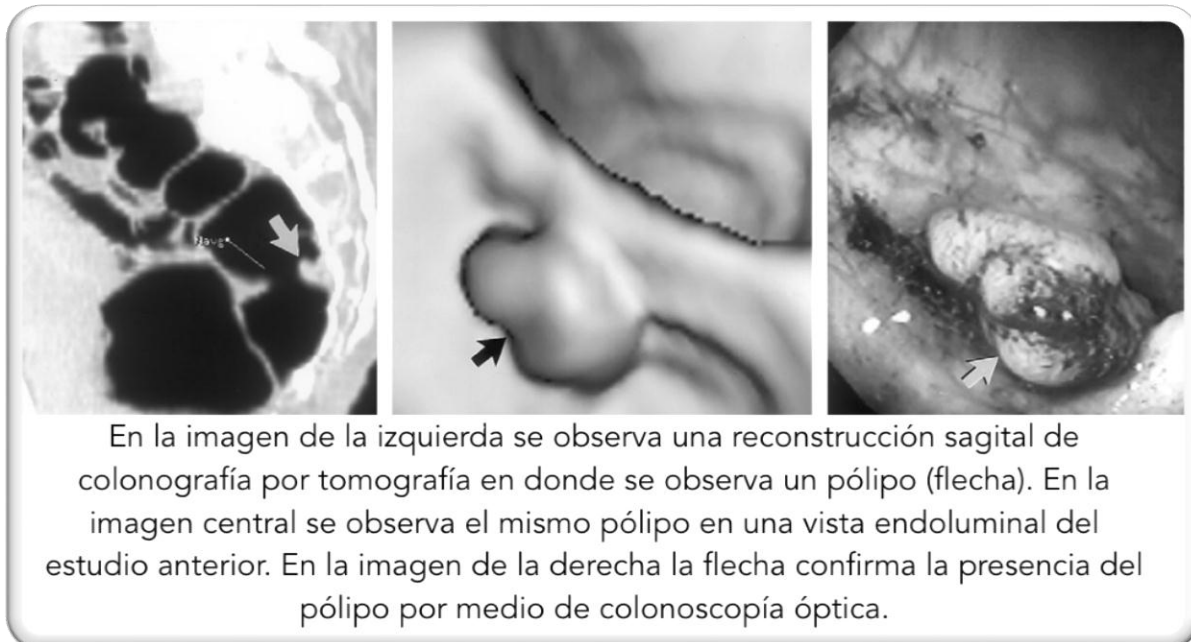 En la imagen de la izquierda se observa una reconstrucción sagital de
colonografía por tomografía en donde se observa un pólipo (flecha). En la
imagen central se observa el mismo pólipo en una vista endoluminal del
estudio anterior. En la imagen de la derecha la flecha confirma la presencia del
pólipo por medio de colonoscopía óptica.